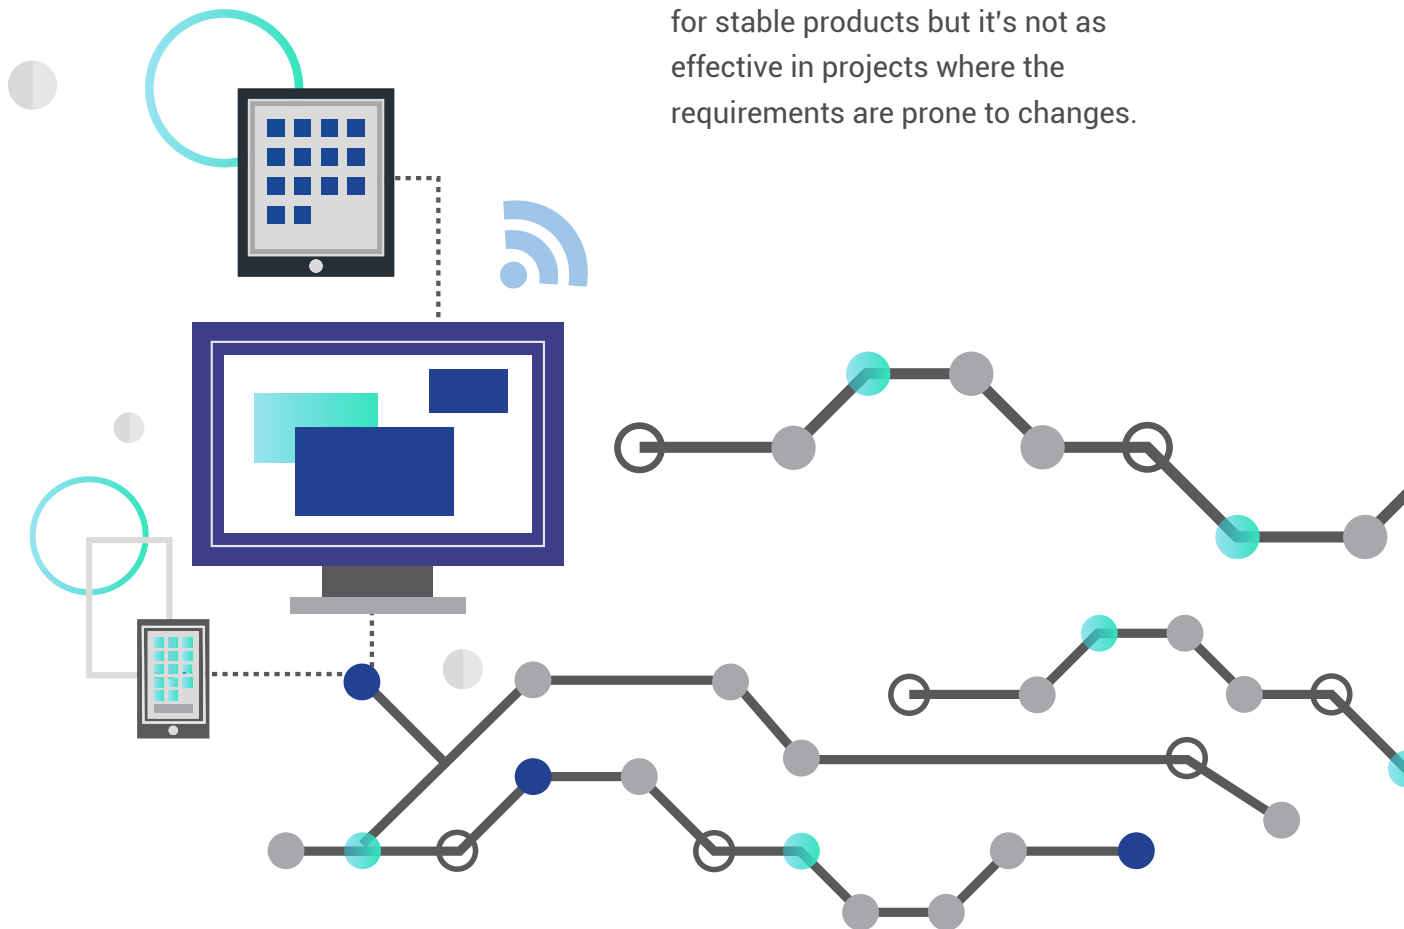 for stable products but it's not as
effective in projects where the
requirements are prone to changes.